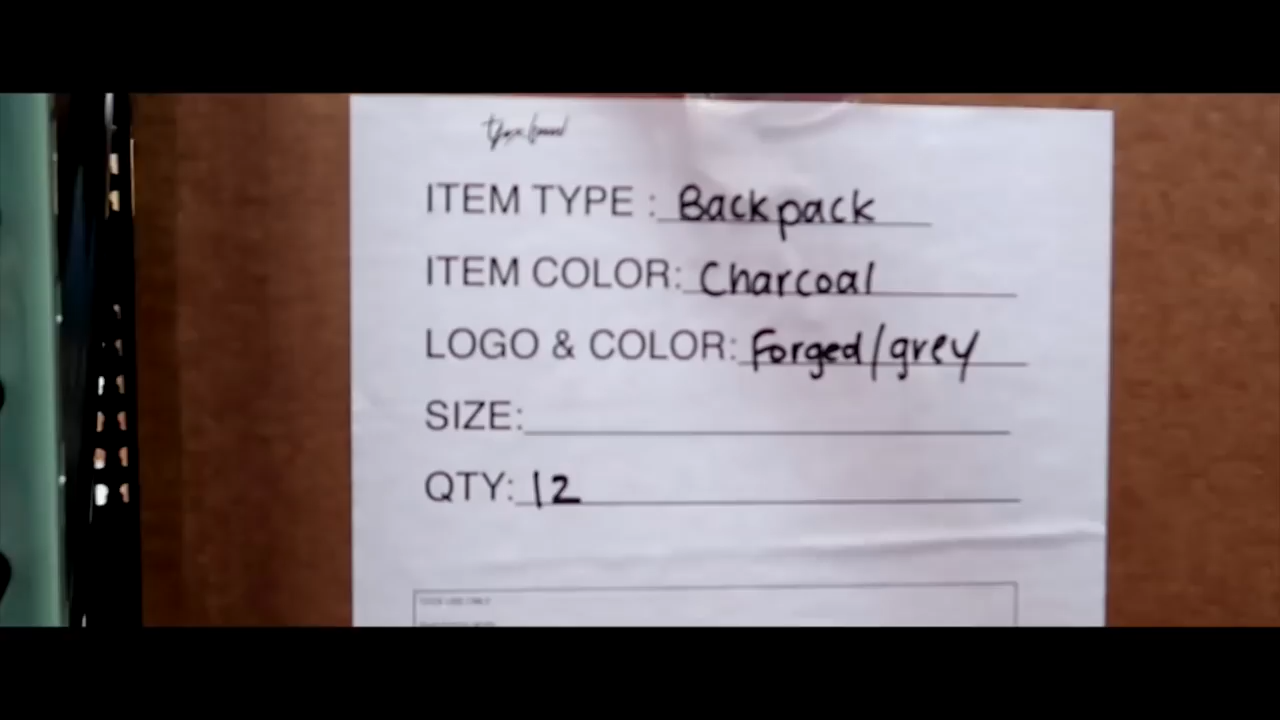 ITEM TYPE : Backpack
ITEM COLOR: Charcoal
LOGO & COLOR: Forged/grey
SIZE:
QTY: 12